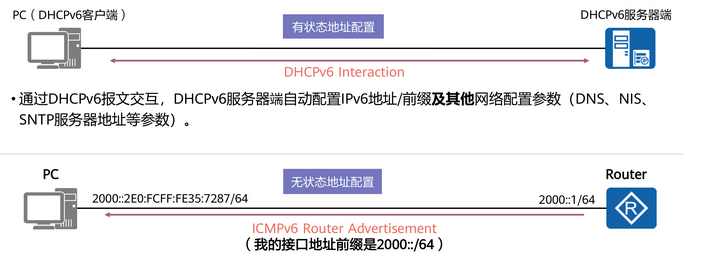 PC（DHCPv6客户端）
DHCPv6服务器端
有状态地址配置
DHCPv6 Interaction
•通过DHCPv6报文交互，DHCPv6服务器端自动配置IPv6地址/前缀及其他网络配置参数（DNS、NIS、
SNTP服务器地址等参数）。
PC
无状态地址配置
Router
2000::2E0:FCFF:FE35:7287/64
2000::1/64
R
ICMPv6 Router Advertisement
（我的接口地址前缀是2000::/64）